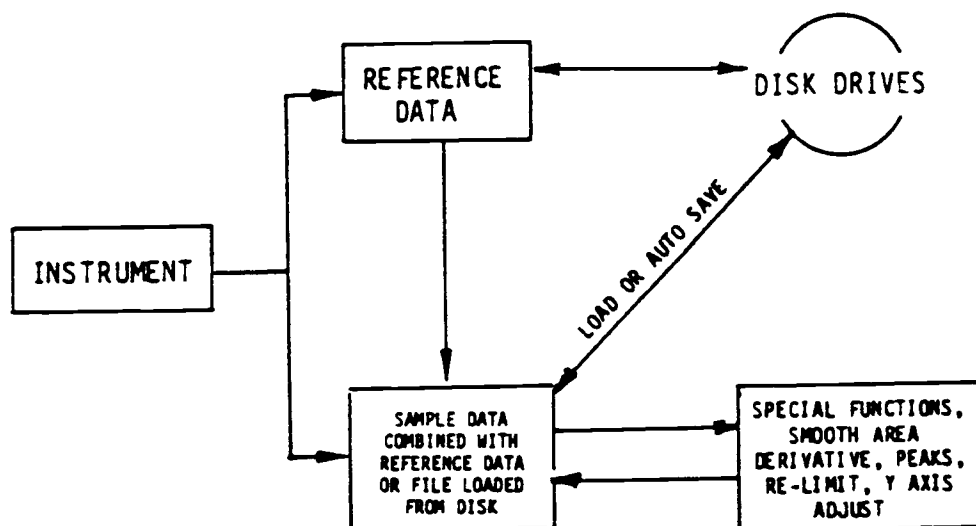 REFERENCE
DATA
DISK DRIVES
INSTRUMENT
LOAD OR AUTO SAVE
SAMPLE DATA
COMBINED WITH
REFERENCE DATA
OR FILE LOADED
FROM DISK
SPECIAL FUNCTIONS,
SMOOTH AREA
DERIVATIVE, PEAKS,
RE-LIMIT, Y AXIS
ADJUST